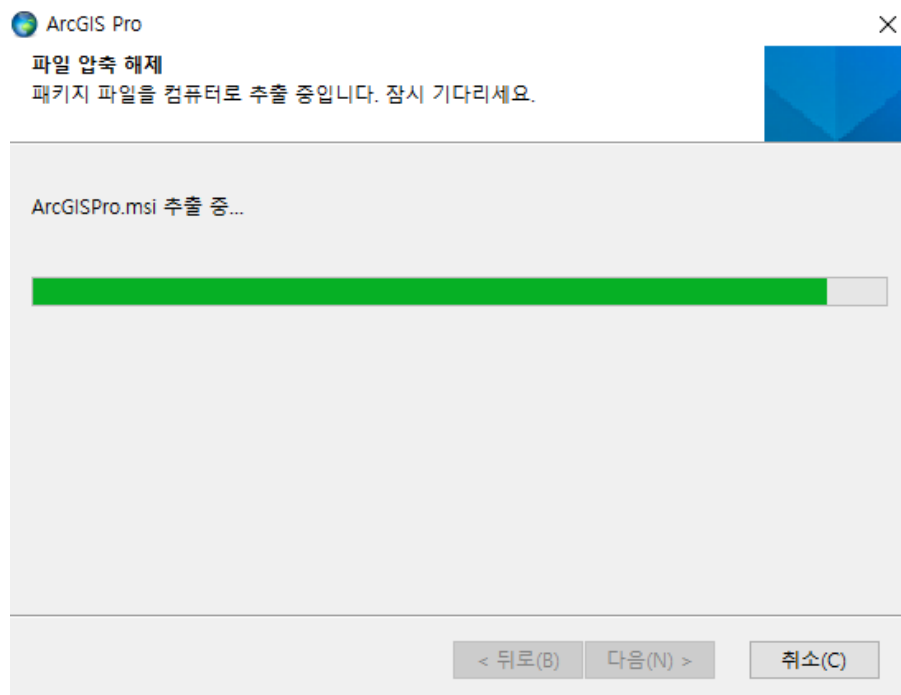 ArcGIS Pro
파일 압축 해제
패키지 파일을 컴퓨터로 추출 중입니다. 잠시 기다리세요.
ArcGISPro.msi 추출 중...
< 뒤로(B) 다음(N) > 취소(C)